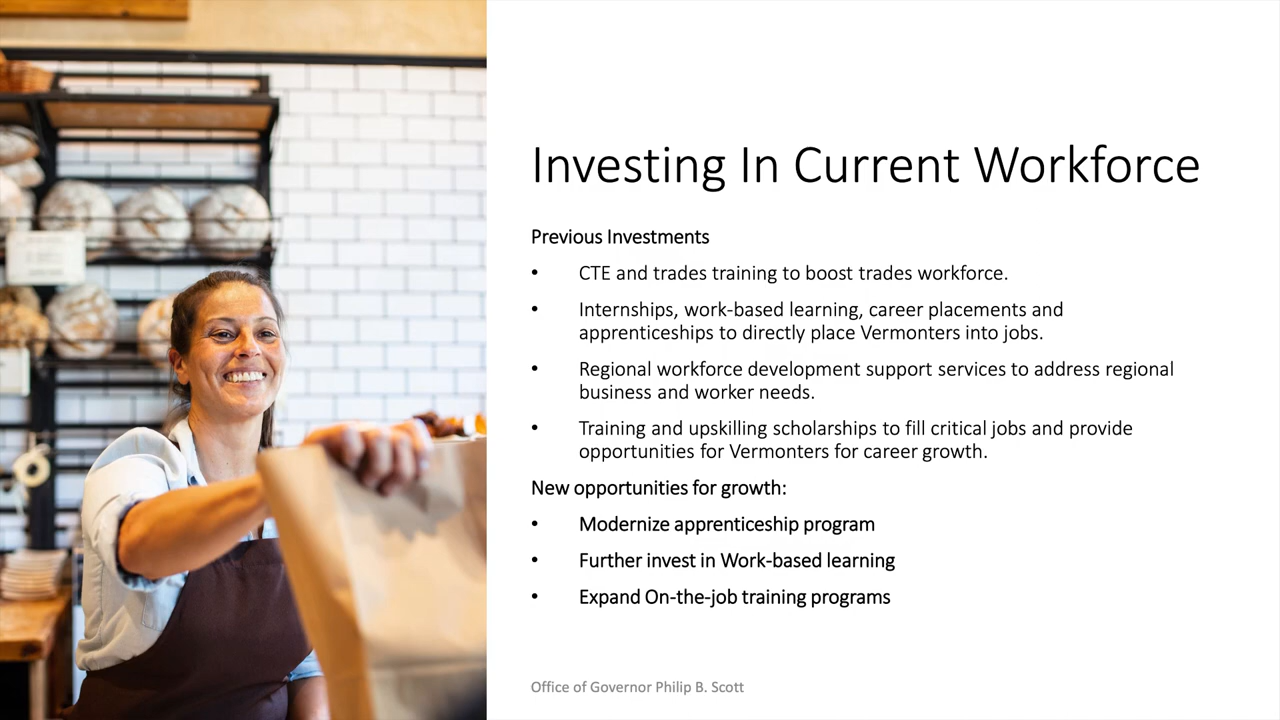 Investing In Current Workforce
Previous Investments
• CTE and trades training to boost trades workforce.
• Internships, work-based learning, career placements and
apprenticeships to directly place Vermonters into jobs.
• Regional workforce development support services to address regional
business and worker needs.
• Training and upskilling scholarships to fill critical jobs and provide
opportunities for Vermonters for career growth.
New opportunities for growth:
• Modernize apprenticeship program
• Further invest in Work-based learning
• Expand On-the-job training programs
Office of Governor Philip B. Scott